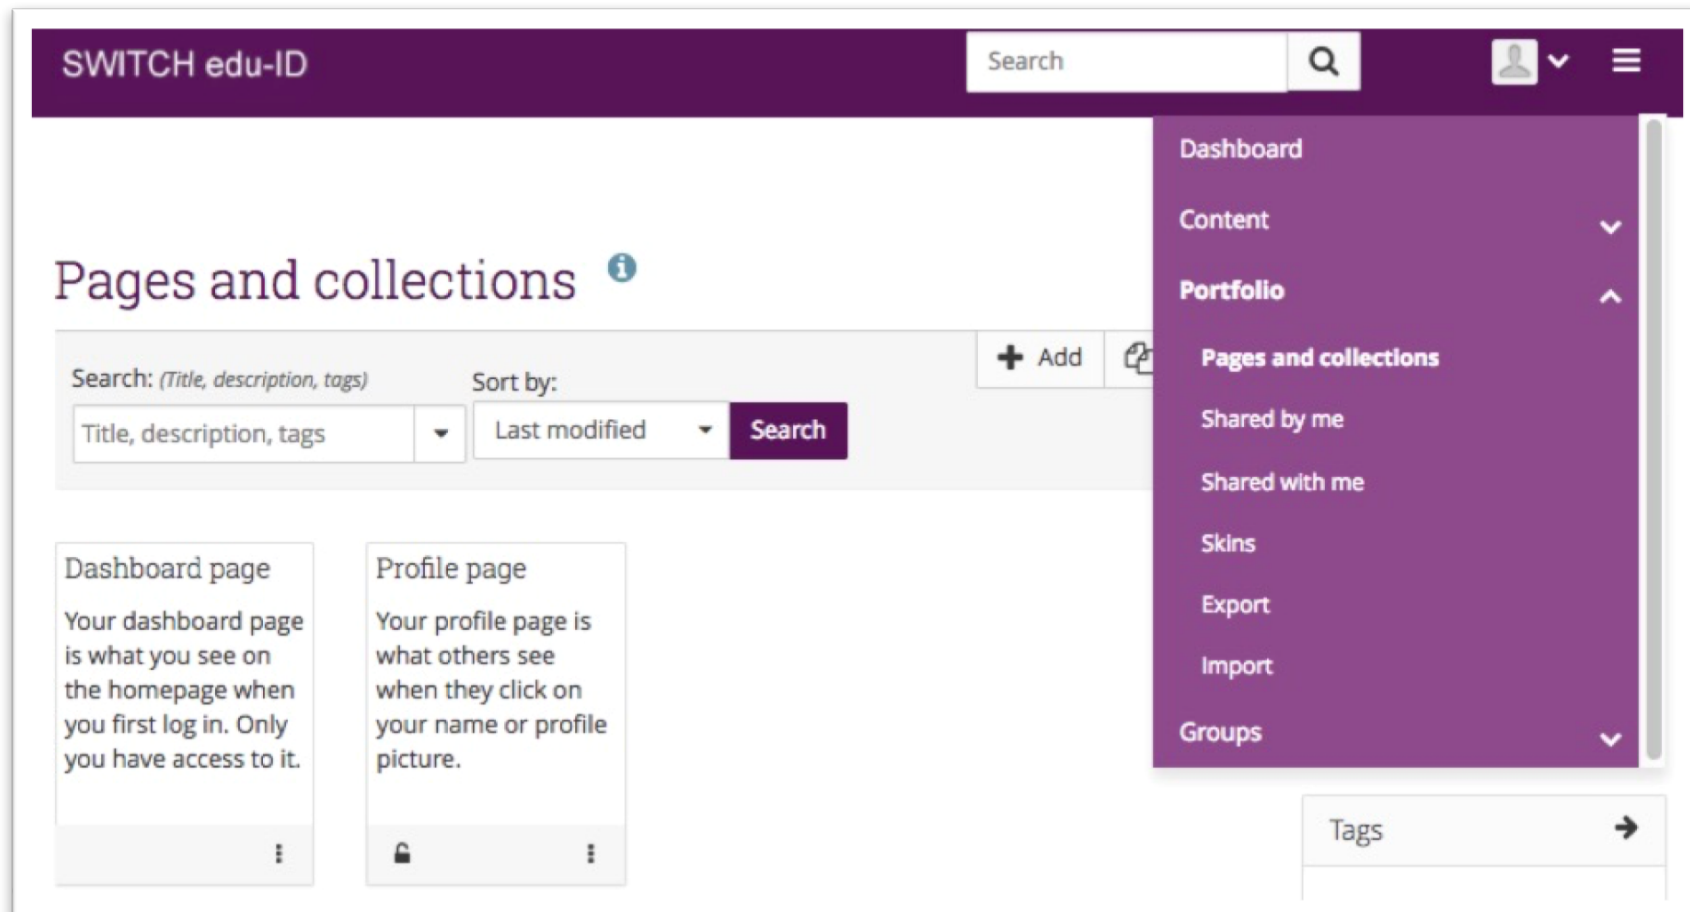 SWITCH edu-ID
Search
Dashboard
Content
Portfolio
Pages and collections
Shared by me
Shared with me
Skins
Export
Import
Groups
Pages and collections
Add
Search: (Title, description, tags)
Sort by:
Title, description, tags
Last modified
Search
Dashboard page
Your dashboard page
is what you see on
the homepage when
you first log in. Only
you have access to it.
Profile page
Your profile page is
what others see
when they click on
your name or profile
picture.
Tags